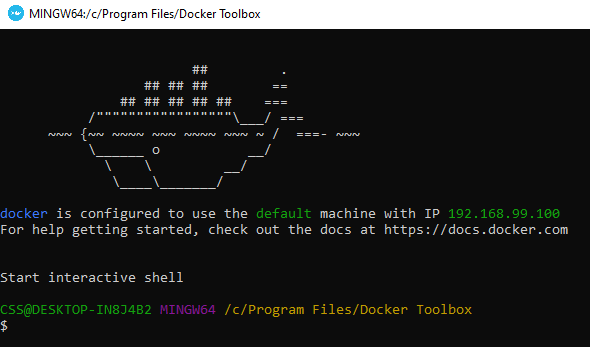 MINGW64:/c/Program Files/Docker Toolbox
                        ##         .
                  ## ## ##        ==
               ## ## ## ## ##    ===
           /"""""""""""""""""\___/ ===
      ~~~ {~~ ~~~~ ~~~ ~~~~ ~~~ ~ /  ===- ~~~
           \______ o           __/
             \    \         __/
              \____\_______/
docker is configured to use the default machine with IP 192.168.99.100
For help getting started, check out the docs at https://docs.docker.com
Start interactive shell
CSS@DESKTOP-IN8J4B2 MINGW64 /c/Program Files/Docker Toolbox
$